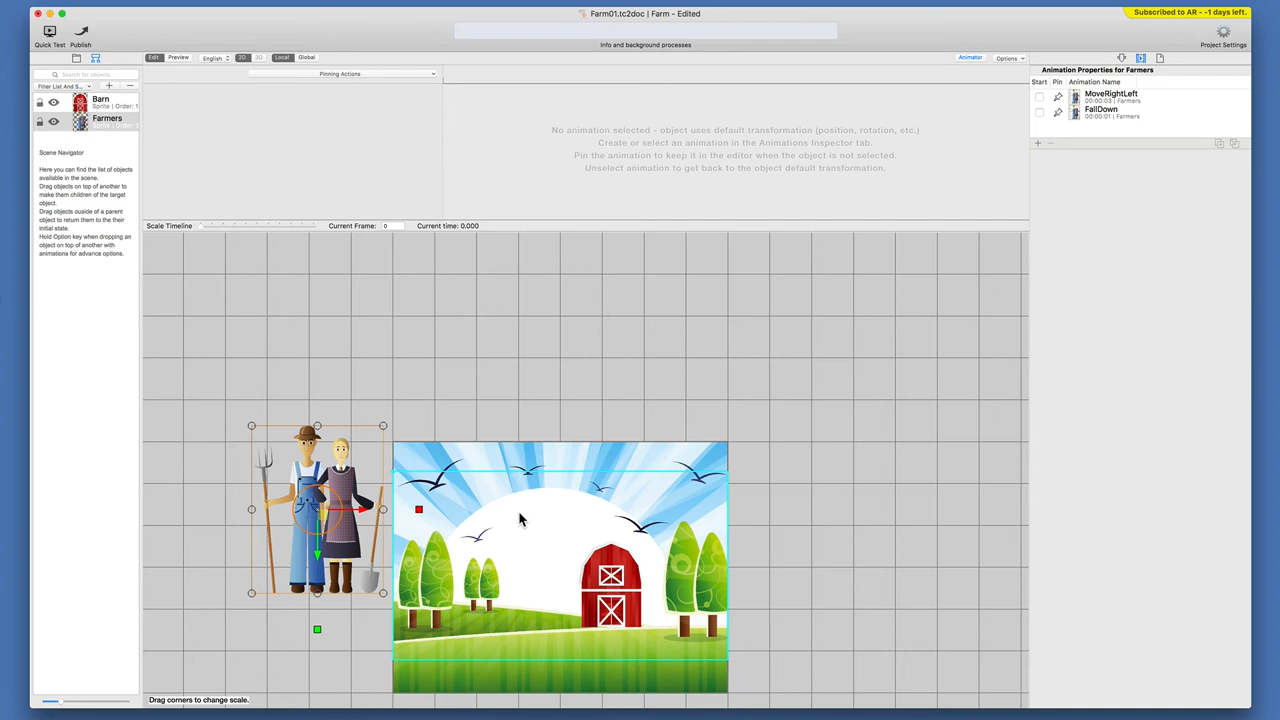 Farm01.tc2doc | Farm - Edited
Subscribed to AR - -1 days left.
Quick Test
Publish
Info and background processes
Project Settings
Edit
Preview
English
2D
3D
Local
Global
Animator
Options
Search for objects
Pinning Actions
Animation Properties for Farmers
Start
Pin
Animation Name
Filter List And S...
Barn
Sprite | Order: 1
Farmers
Sprite | Order:
MoveRightLeft
00:00:03 | Farmers
FallDown
00:00:01 | Farmers
No animation selected - object uses default transformation (position, rotation, etc.)
Create or select an animation in the Animations Inspector tab.
Pin the animation to keep it in the editor when the object is not selected.
Unselect animation to get back to the object default transformation.
Scene Navigator
Here you can find the list of objects
available in the scene.
Drag objects on top of another to
make them children of the target
object.
Drag objects ouside of a parent
object to return them to the their
initial state.
Hold Option key when dropping an
object on top of another with
animations for advance options.
Scale Timeline
Current Frame: 0
Current time: 0.000
Drag corners to change scale.